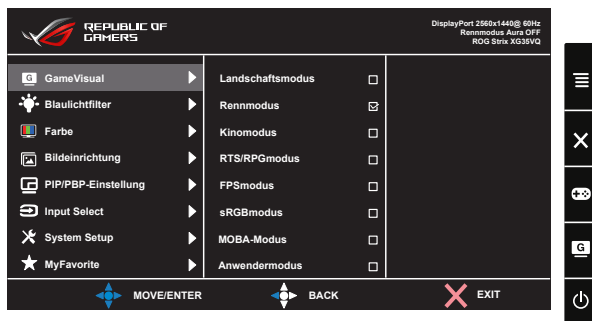 REPUBLIC OF
GAMERS
DisplayPort 2560x1440@ 60Hz
Rennmodus Aura OFF
ROG Strix XG35VQ
G GameVisual
Blaulichtfilter
Farbe
Bildeinrichtung
PIP/PBP-Einstellung
Input Select
System Setup
MyFavorite
Landschaftsmodus
Rennmodus
Kinomodus
RTS/RPGmodus
FPSmodus
sRGBmodus
MOBA-Modus
Anwendermodus
MOVE/ENTER
BACK
EXIT
G